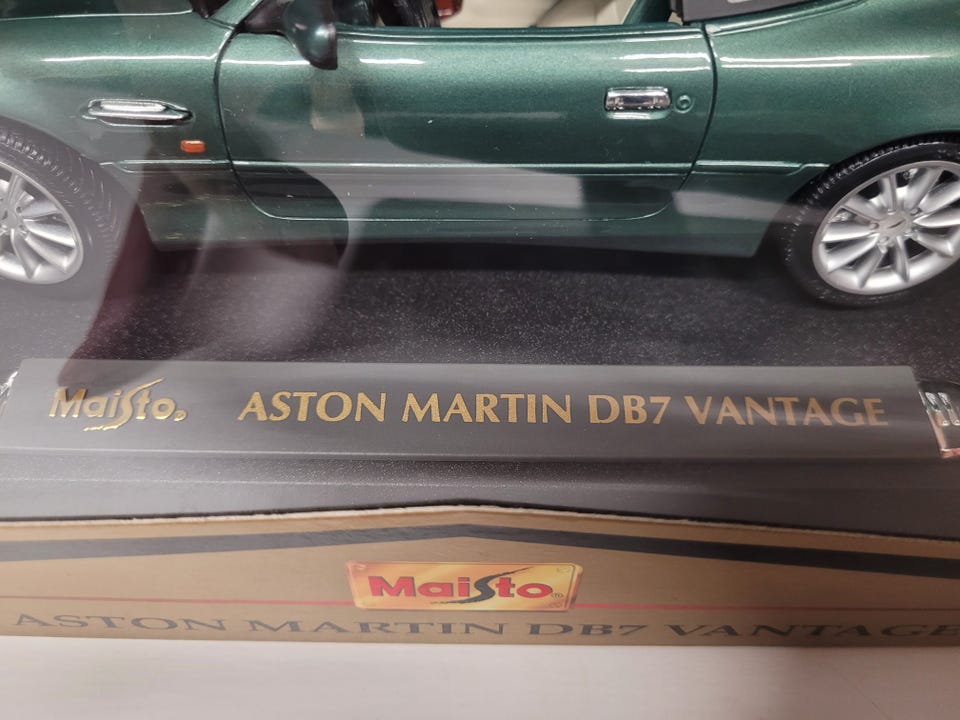 Maisto® ASTON MARTIN DB7 VANTAGE
Maisto®
ASTON MARTIN DB7 VANTAGE